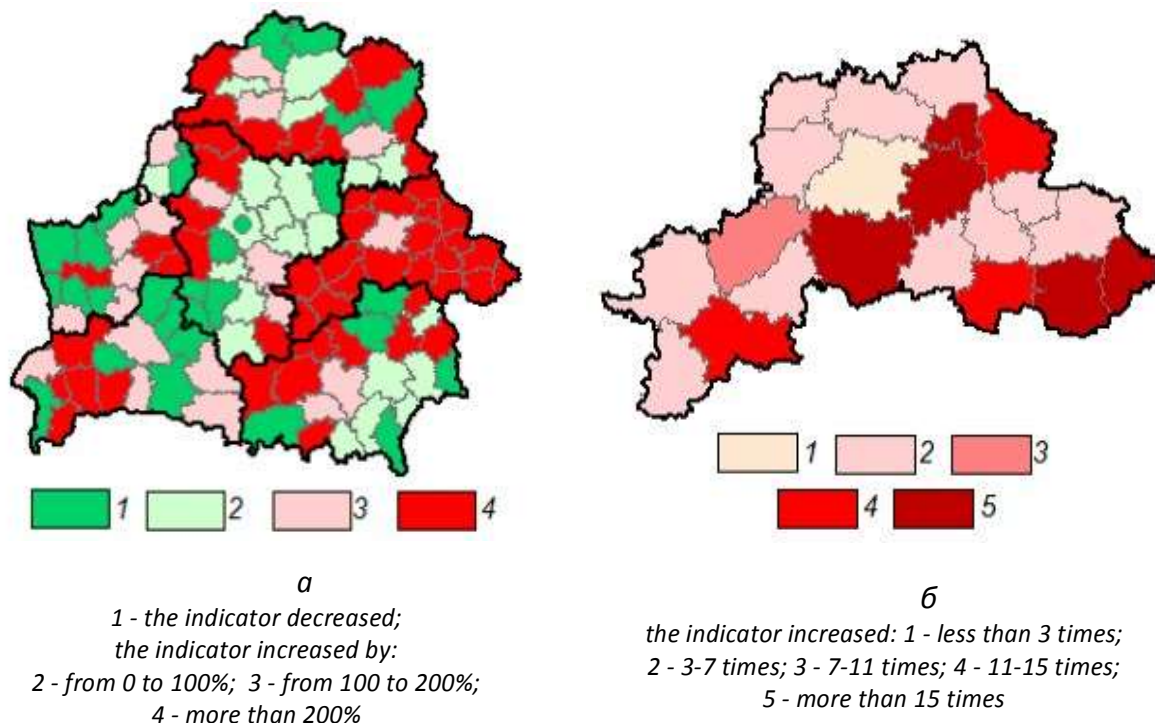 1 2 3 4
1 2 3
4 5
а
1 - the indicator decreased;
the indicator increased by:
2 - from 0 to 100%; 3 - from 100 to 200%;
4 - more than 200%
б
the indicator increased: 1 - less than 3 times;
2 - 3-7 times; 3 - 7-11 times; 4 - 11-15 times;
5 - more than 15 times